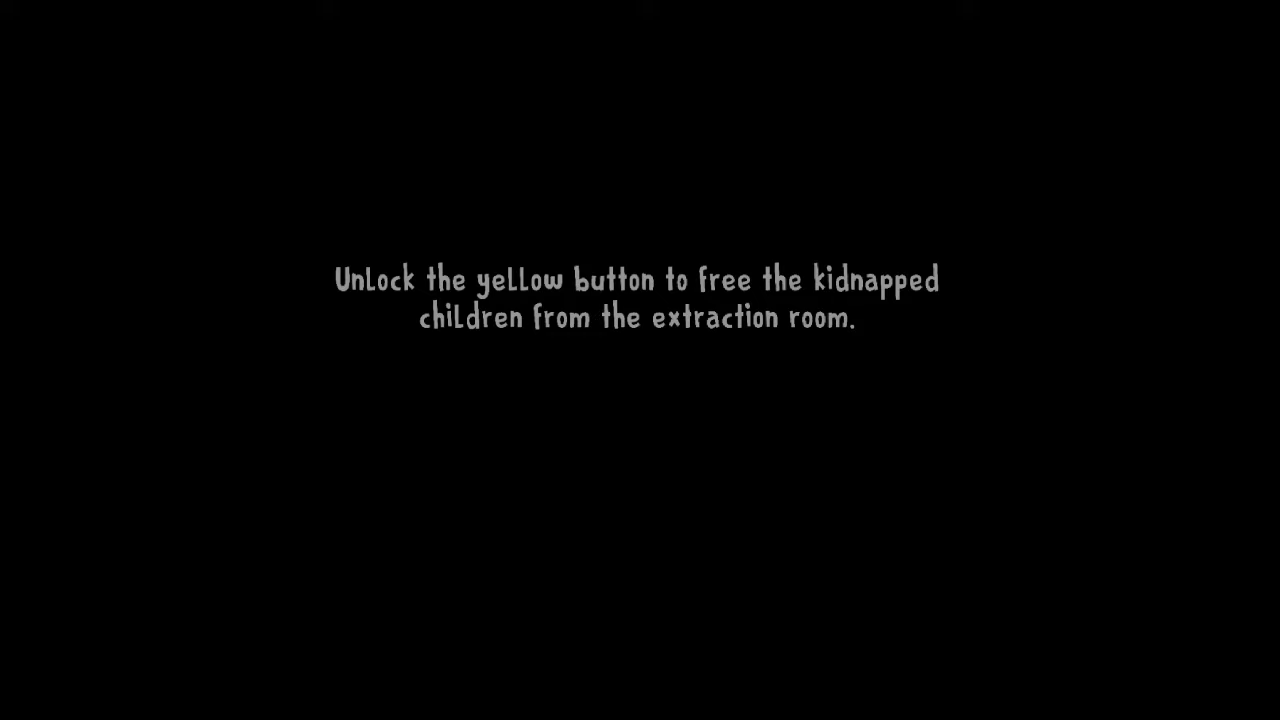 Unlock the yellow button to free the kidnapped
children from the extraction room.